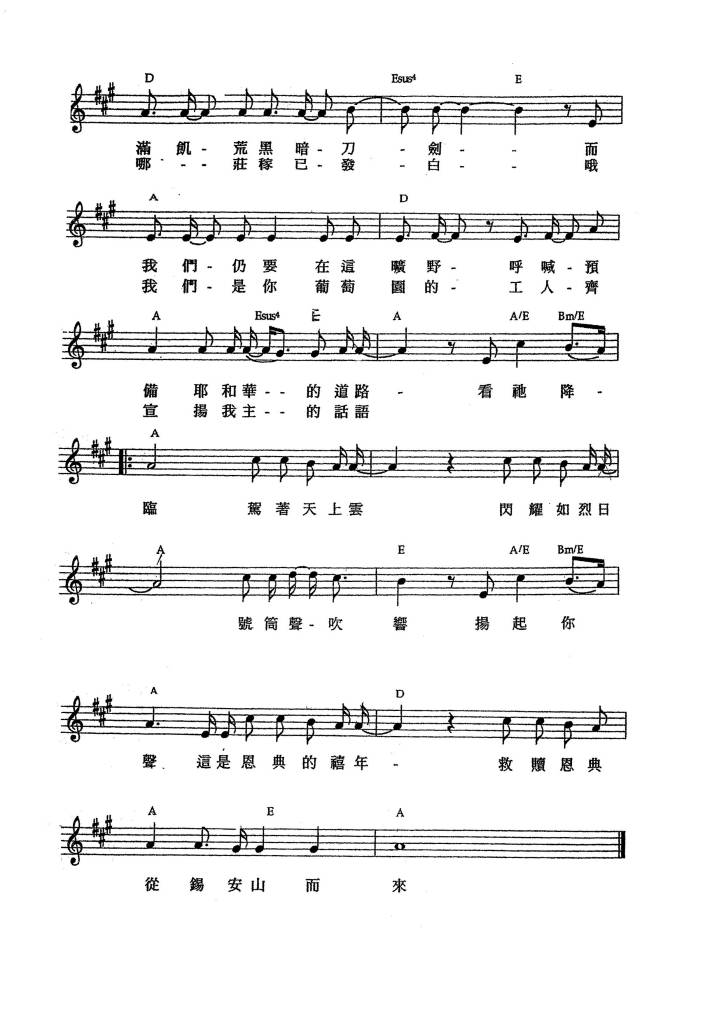 D Esus4 E
滿 飢 - 荒 黑 暗 - 刀 - 劍 - - 而
哪 - - 莊 稼 已 - 發 - 白 - - 哦
A D
我 們 - 仍 要 在 這 曠 野 - 呼 喊 - 預
我 們 - 是 你 葡 萄 園 的 - 工 人 - 齊
A Esus4 E A A/E Bm/E
備 耶 和 華 - - 的 道 路 - 看 祂 降 -
宣 揚 我 主 - - 的 話 語
A
臨 駕 著 天 上 雲 閃 耀 如 烈 日
A E A/E Bm/E
號 筒 聲 - 吹 響 揚 起 你
A D
聲 這 是 恩 典 的 禧 年 - 救 贖 恩 典
A E A
從 錫 安 山 而 來